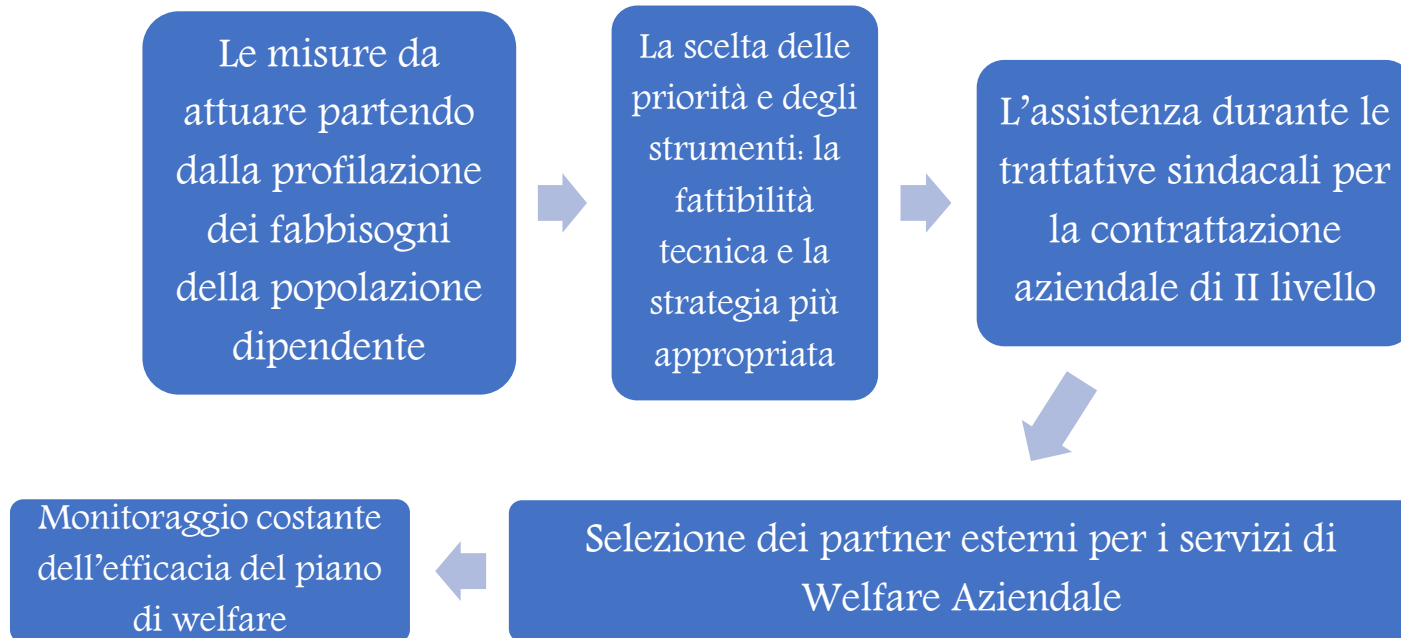 Le misure da
attuare partendo
dalla profilazione
dei fabbisogni
della popolazione
dipendente
La scelta delle
priorità e degli
strumenti: la
fattibilità
tecnica e la
strategia più
appropriata
L’assistenza durante le
trattative sindacali per
la contrattazione
aziendale di II livello
Selezione dei partner esterni per i servizi di
Welfare Aziendale
Monitoraggio costante
dell’efficacia del piano
di welfare